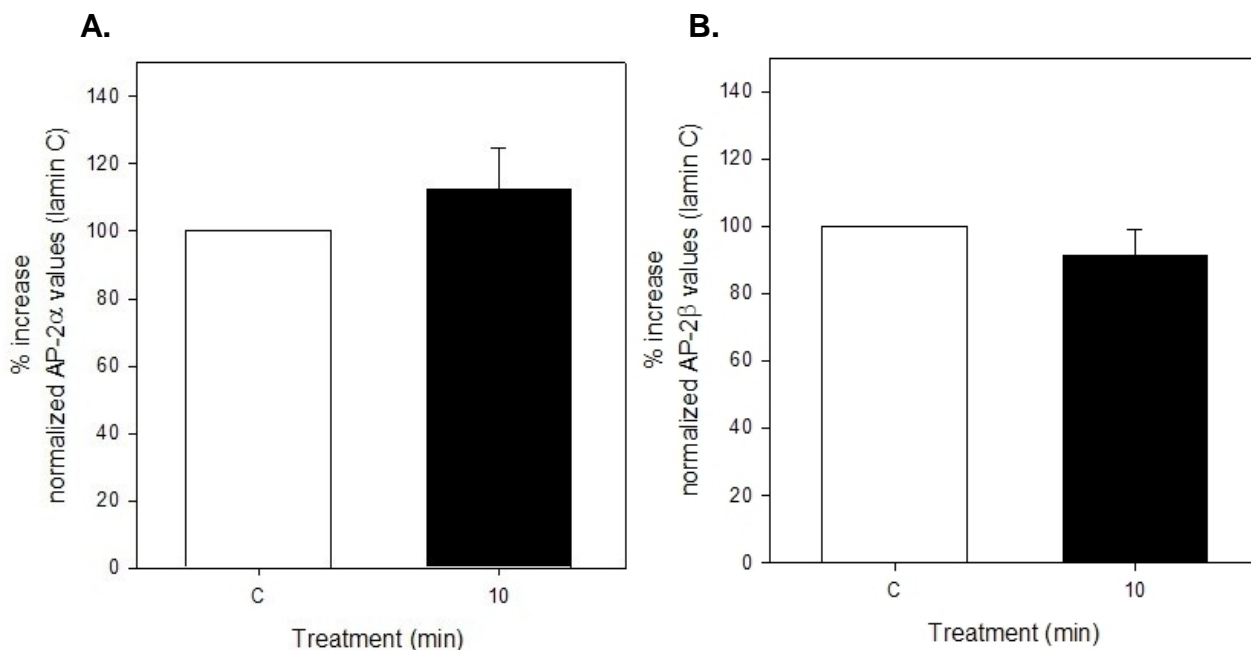 A.
% increase
normalized AP-2α values (lamin C)
140
120
100
80
60
40
20
0
C
10
Treatment (min)
B.
% increase
normalized AP-2β values (lamin C)
140
120
100
80
60
40
20
0
C
10
Treatment (min)